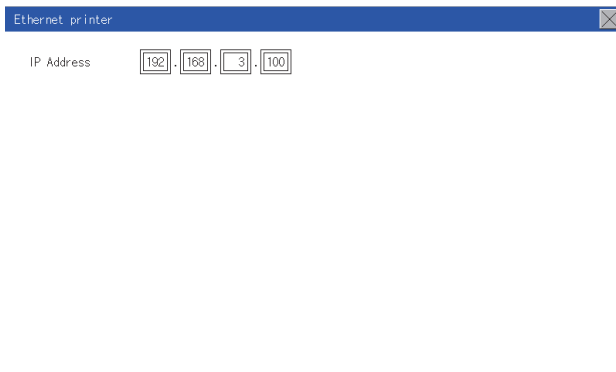 Ethernet printer
IP Address 192. 168. 3. 100